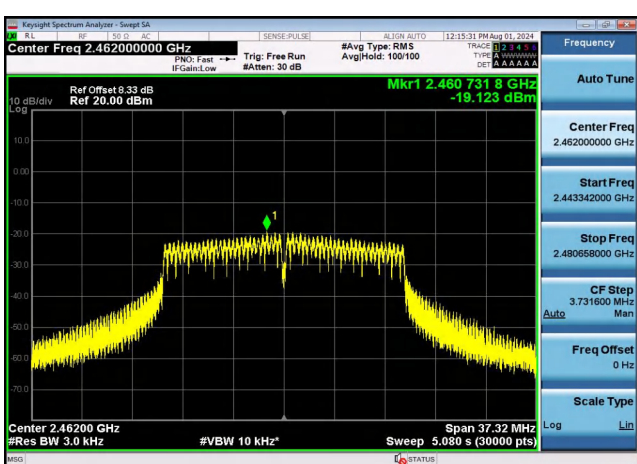 Keysight Spectrum Analyzer - Swept SA
RL RF 50 Ω AC SENSE:PULSE ALIGN AUTO 12:15:31 PM Aug 01, 2024
Center Freq 2.462000000 GHz
PNO: Fast
IFGain:Low
Trig: Free Run
#Atten: 30 dB
#Avg Type: RMS
Avg|Hold: 100/100
TRACE 1 2 3 4 5 6
TYPE A WWWWW
DET A A A A A A
Frequency
Ref Offset 8.33 dB
10 dB/div Ref 20.00 dBm
Log
Mkr1 2.460 731 8 GHz
-19.123 dBm
10.0
0.00
-10.0
-20.0
-30.0
-40.0
-50.0
-60.0
-70.0
1
Center 2.46200 GHz
Span 37.32 MHz
#Res BW 3.0 kHz
#VBW 10 kHz*
Sweep 5.080 s (30000 pts)
MSG
STATUS
Auto Tune
Center Freq
2.462000000 GHz
Start Freq
2.443342000 GHz
Stop Freq
2.480658000 GHz
CF Step
3.731600 MHz
Auto Man
Freq Offset
0 Hz
Scale Type
Log Lin